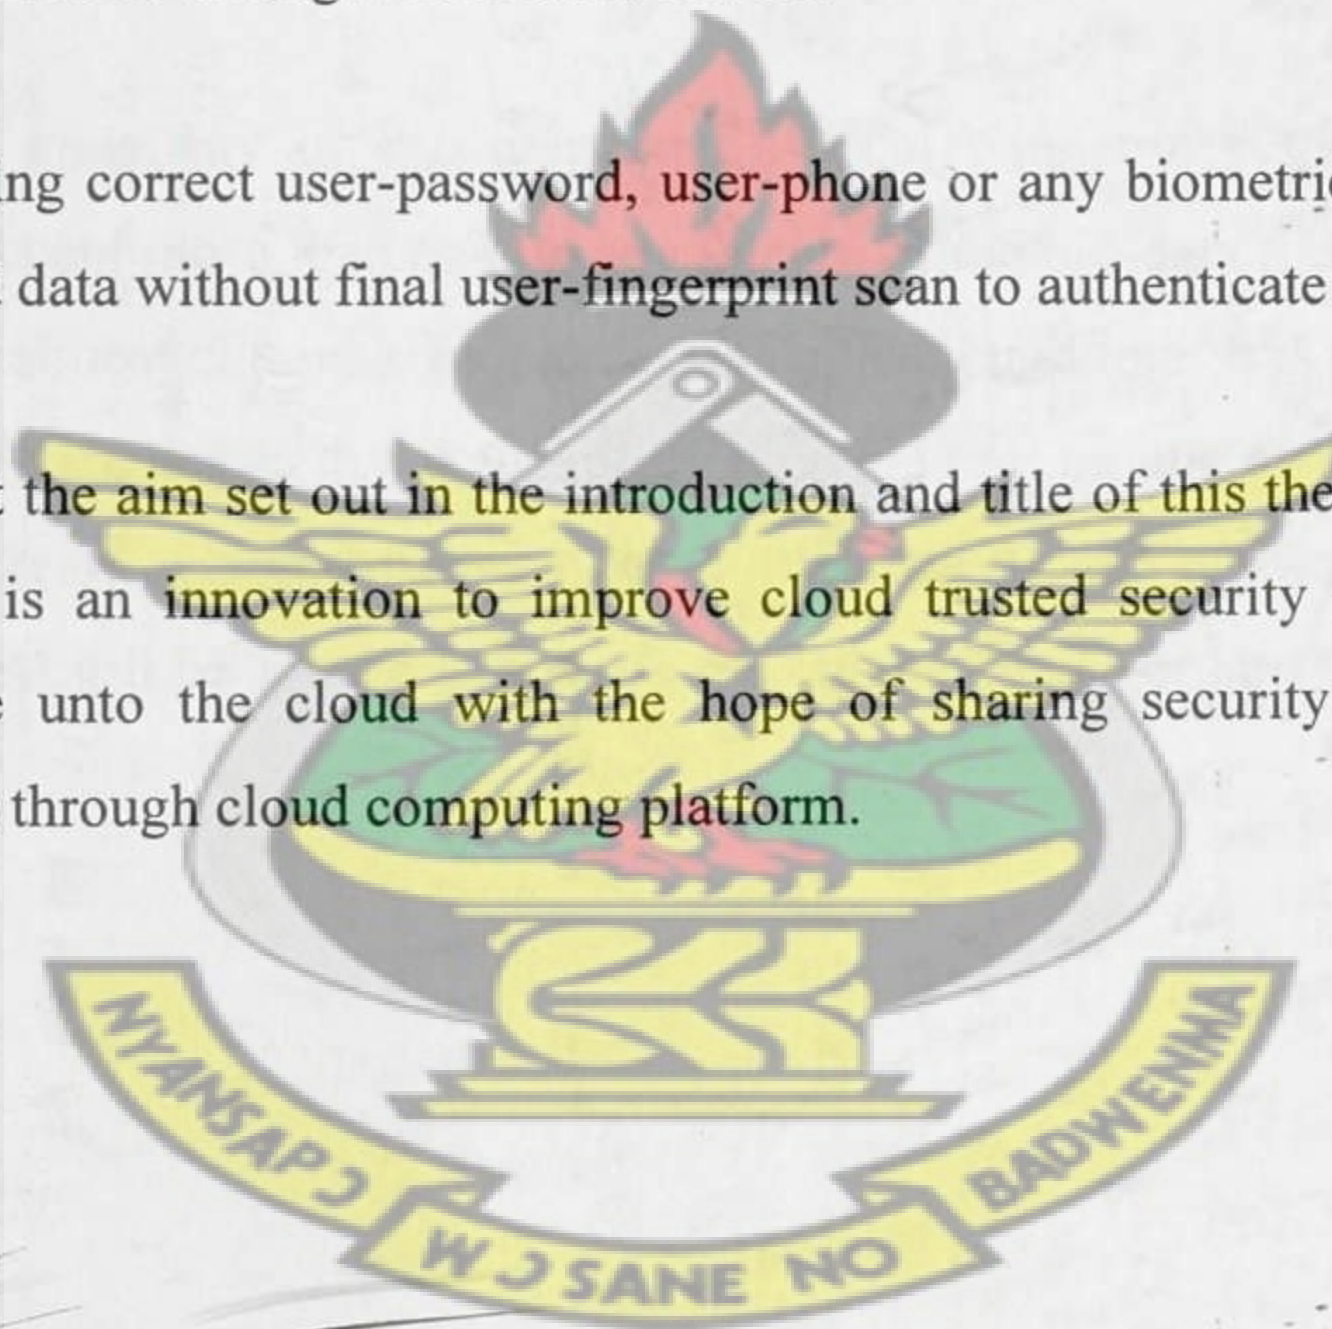 ing correct user-password, user-phone or any biometric
data without final user-fingerprint scan to authenticate
the aim set out in the introduction and title of this the
is an innovation to improve cloud trusted security
unto the cloud with the hope of sharing security
through cloud computing platform.
NYANSAPƆ
WƆSANE NO
BADWENMA